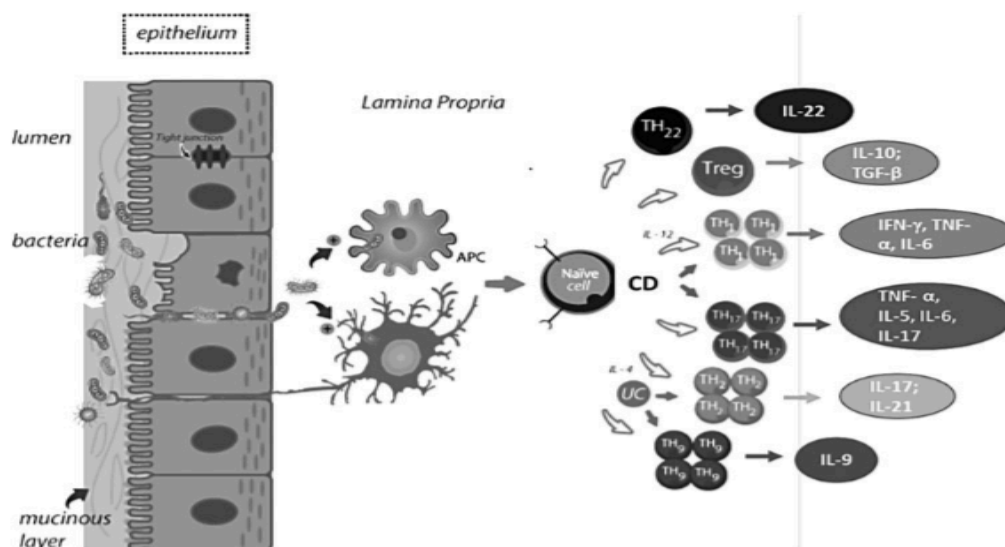 epithelium
Lamina Propria
lumen
Tight junction
bacteria
mucinous
layer
APC
Naïve
cell
CD
TH22
IL-22
Treg
IL-10;
TGF-β
IL-12
TH1 TH1
TH1 TH1
IFN-γ, TNF-
α, IL-6
TH17 TH17
TH17 TH17
TNF- α,
IL-5, IL-6,
IL-17
IL-4
UC
TH2 TH2
TH2 TH2
IL-17;
IL-21
TH9 TH9
TH9 TH9
IL-9